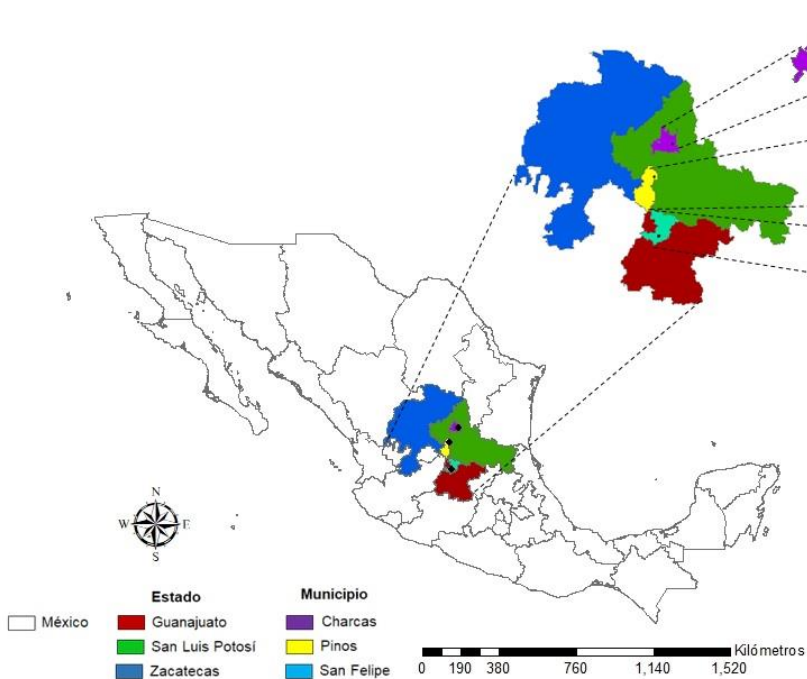 N
W E
S
Estado Municipio
México Guanajuato Charcas
San Luis Potosí Pinos
Zacatecas San Felipe
Kilómetros
0 190 380 760 1,140 1,520